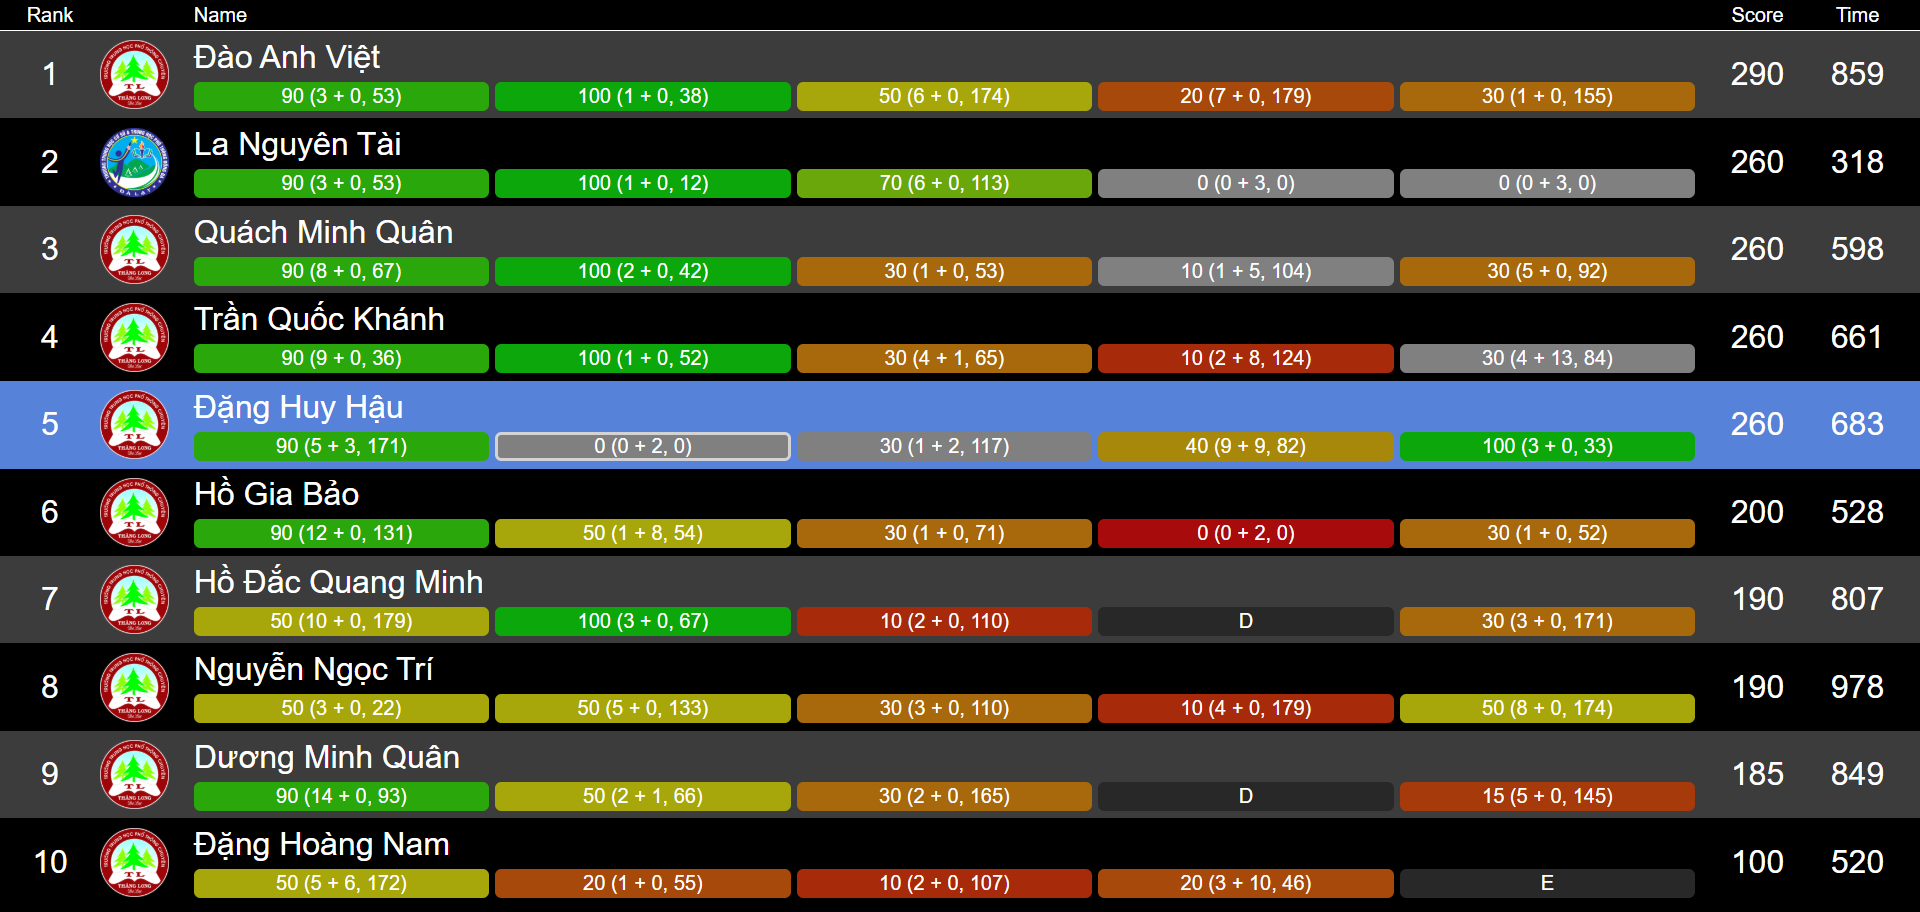 Rank Name Score Time
1 Đào Anh Việt 290 859
90 (3 + 0, 53) 100 (1 + 0, 38) 50 (6 + 0, 174) 20 (7 + 0, 179) 30 (1 + 0, 155)
2 La Nguyên Tài 260 318
90 (3 + 0, 53) 100 (1 + 0, 12) 70 (6 + 0, 113) 0 (0 + 3, 0) 0 (0 + 3, 0)
3 Quách Minh Quân 260 598
90 (8 + 0, 67) 100 (2 + 0, 42) 30 (1 + 0, 53) 10 (1 + 5, 104) 30 (5 + 0, 92)
4 Trần Quốc Khánh 260 661
90 (9 + 0, 36) 100 (1 + 0, 52) 30 (4 + 1, 65) 10 (2 + 8, 124) 30 (4 + 13, 84)
5 Đặng Huy Hậu 260 683
90 (5 + 3, 171) 0 (0 + 2, 0) 30 (1 + 2, 117) 40 (9 + 9, 82) 100 (3 + 0, 33)
6 Hồ Gia Bảo 200 528
90 (12 + 0, 131) 50 (1 + 8, 54) 30 (1 + 0, 71) 0 (0 + 2, 0) 30 (1 + 0, 52)
7 Hồ Đắc Quang Minh 190 807
50 (10 + 0, 179) 100 (3 + 0, 67) 10 (2 + 0, 110) D 30 (3 + 0, 171)
8 Nguyễn Ngọc Trí 190 978
50 (3 + 0, 22) 50 (5 + 0, 133) 30 (3 + 0, 110) 10 (4 + 0, 179) 50 (8 + 0, 174)
9 Dương Minh Quân 185 849
90 (14 + 0, 93) 50 (2 + 1, 66) 30 (2 + 0, 165) D 15 (5 + 0, 145)
10 Đặng Hoàng Nam 100 520
50 (5 + 6, 172) 20 (1 + 0, 55) 10 (2 + 0, 107) 20 (3 + 10, 46) E